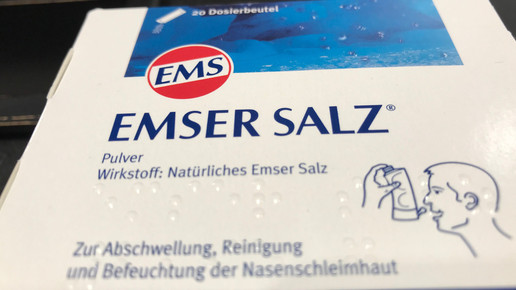 20 Dosierbeutel
EMS
EMSER SALZ®
Pulver
Wirkstoff: Natürliches Emser Salz
Zur Abschwellung, Reinigung
und Befeuchtung der Nasenschleimhaut